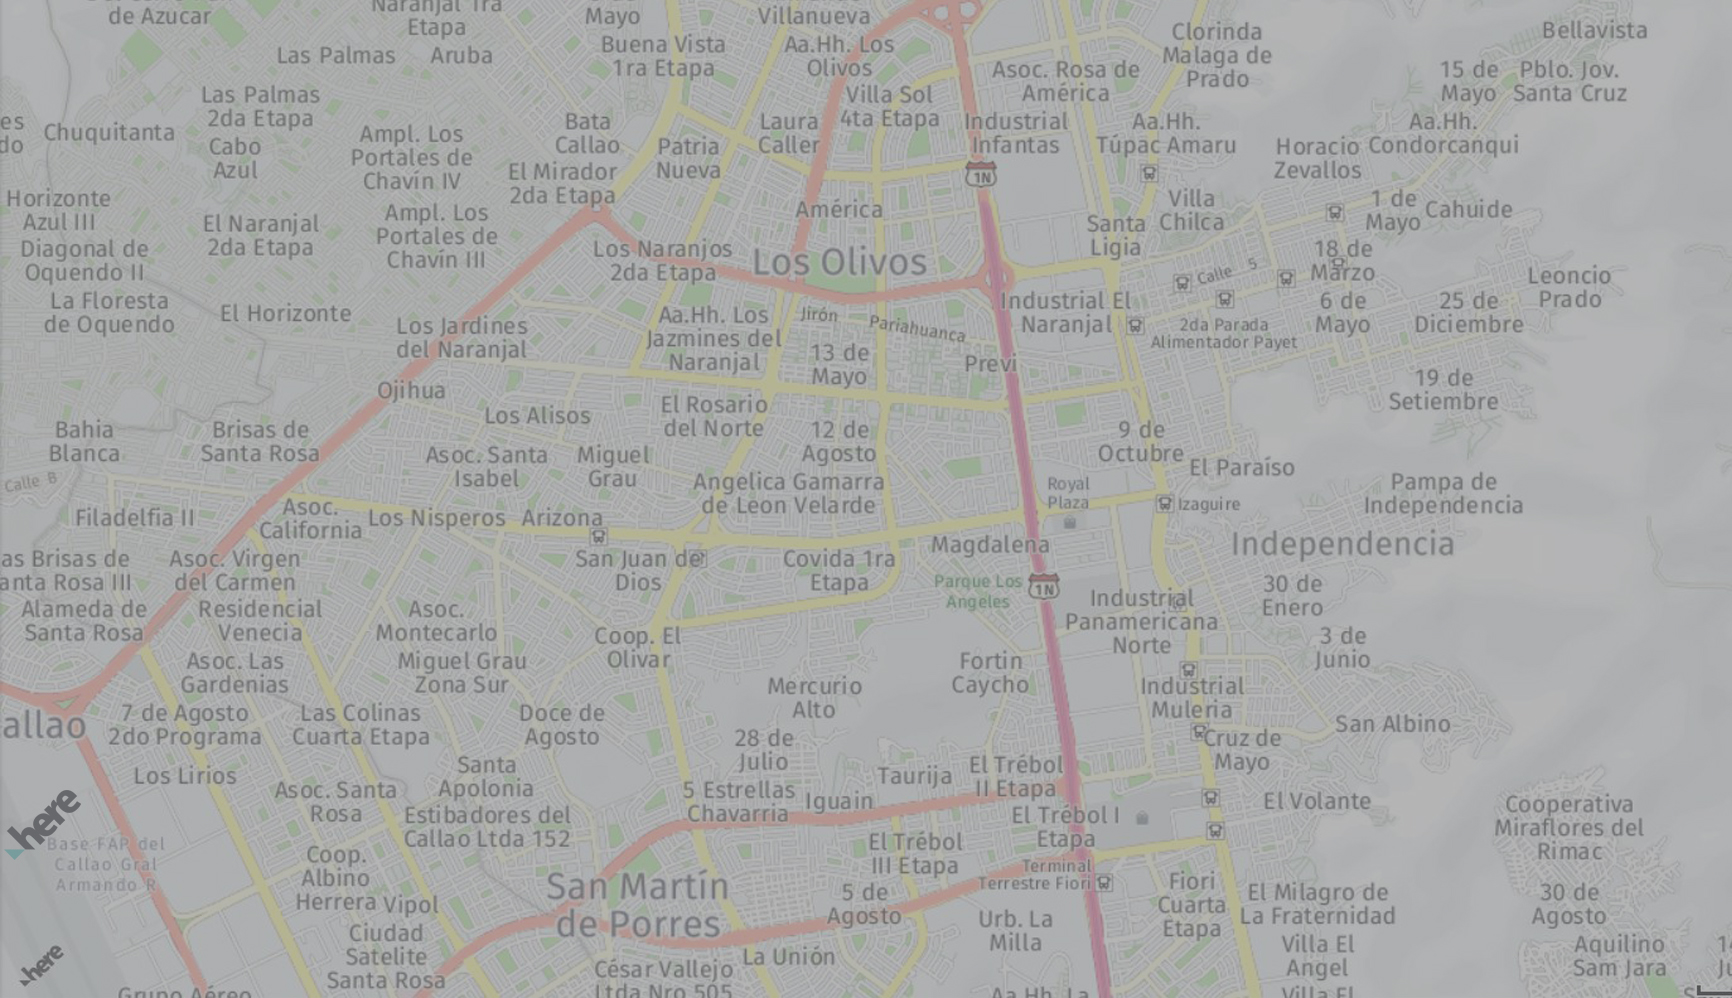 de Azucar
Naranjal 1ra
Etapa
Mayo
Villanueva
Clorinda
Malaga de
Prado
Bellavista
Las Palmas
Aruba
Buena Vista
1ra Etapa
Aa.Hh. Los
Olivos
Asoc. Rosa de
América
15 de
Mayo
Pblo. Jov.
Santa Cruz
Las Palmas
2da Etapa
Villa Sol
4ta Etapa
Chuquitanta
Cabo
Azul
Ampl. Los
Portales de
Chavín IV
Bata
Callao
El Mirador
2da Etapa
Patria
Nueva
Laura
Caller
Industrial
Infantas
Aa.Hh.
Túpac Amaru
Horacio
Zevallos
Aa.Hh.
Condorcanqui
1N
Horizonte
Azul III
El Naranjal
2da Etapa
Ampl. Los
Portales de
Chavín III
América
Villa
Chilca
1 de
Mayo
Cahuide
Santa
Ligia
Diagonal de
Oquendo II
Los Naranjos
2da Etapa
Los Olivos
18 de
Marzo
Calle 5
Leoncio
Prado
La Floresta
de Oquendo
El Horizonte
Los Jardines
del Naranjal
Aa.Hh. Los
Jazmines del
Naranjal
Jirón Pariahuanca
Industrial El
Naranjal
2da Parada
Alimentador Payet
6 de
Mayo
25 de
Diciembre
13 de
Mayo
Previ
Ojihua
19 de
Setiembre
Los Alisos
El Rosario
del Norte
Bahia
Blanca
Brisas de
Santa Rosa
12 de
Agosto
9 de
Octubre
Asoc. Santa
Isabel
Miguel
Grau
El Paraíso
Calle B
Angelica Gamarra
de Leon Velarde
Royal
Plaza
Pampa de
Independencia
Izaguire
Filadelfia II
Asoc.
California
Los Nisperos
Arizona
Magdalena
Independencia
as Brisas de
anta Rosa III
Asoc. Virgen
del Carmen
San Juan de
Dios
Covida 1ra
Etapa
Parque Los
Angeles
1N
30 de
Enero
Alameda de
Santa Rosa
Residencial
Venecia
Asoc.
Montecarlo
Industrial
Panamericana
Norte
Coop. El
Olivar
3 de
Junio
Asoc. Las
Gardenias
Miguel Grau
Zona Sur
Fortin
Caycho
Mercurio
Alto
Industrial
Muleria
allao
7 de Agosto
2do Programa
Las Colinas
Cuarta Etapa
Doce de
Agosto
San Albino
28 de
Julio
Cruz de
Mayo
Los Lirios
Santa
Apolonia
Taurija
El Trébol
II Etapa
Asoc. Santa
Rosa
5 Estrellas
Chavarria
Iguain
El Volante
Cooperativa
Miraflores del
Rimac
here
Estibadores del
Callao Ltda 152
El Trébol I
Etapa
Base FAP del
Callao Gral
Armando R
El Trébol
III Etapa
Coop.
Albino
Herrera
Vipol
San Martín
de Porres
Terminal
Terrestre Fiori
5 de
Agosto
Fiori
Cuarta
Etapa
El Milagro de
La Fraternidad
30 de
Agosto
Urb. La
Milla
Ciudad
Satelite
Santa Rosa
La Unión
Villa El
Angel
Aquilino
Sam Jara
here
César Vallejo
Ltda Nro 505
Grupo Aéreo
Aa.Hh. La
Villa El